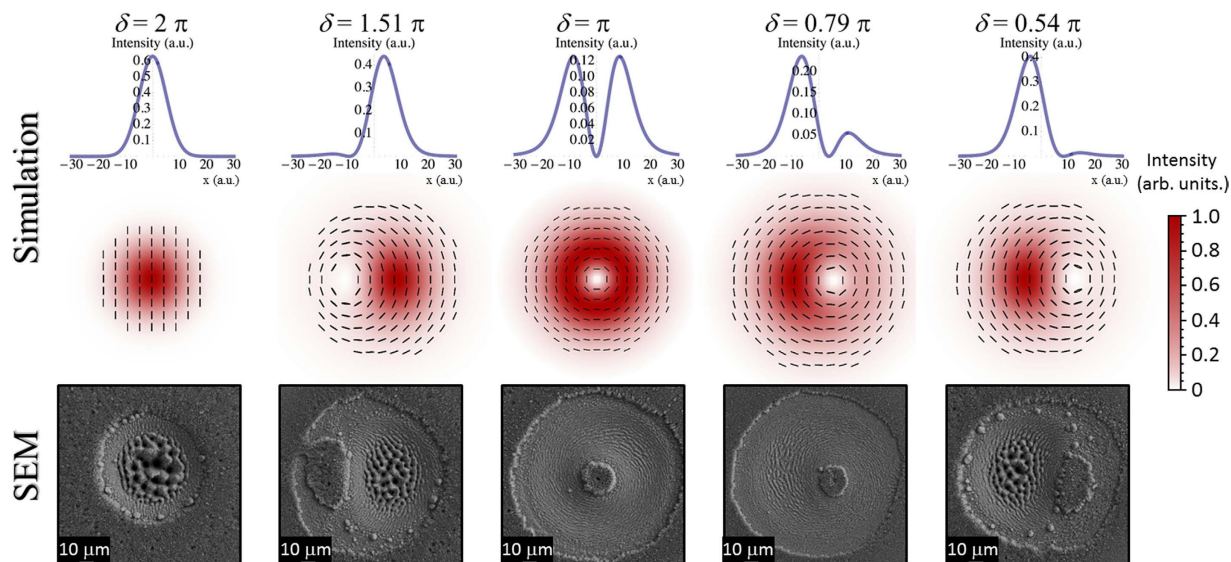 δ = 2 π
δ = 1.51 π
δ = π
δ = 0.79 π
δ = 0.54 π
Simulation
Intensity (a.u.)
0.6
0.5
0.4
0.3
0.2
0.1
−30 −20 −10 0 10 20 30
x (a.u.)
Intensity (a.u.)
0.4
0.3
0.2
0.1
−30 −20 −10 0 10 20 30
x (a.u.)
Intensity (a.u.)
0.12
0.10
0.08
0.06
0.04
0.02
−30 −20 −10 0 10 20 30
x (a.u.)
Intensity (a.u.)
0.20
0.15
0.10
0.05
−30 −20 −10 0 10 20 30
x (a.u.)
Intensity (a.u.)
0.4
0.3
0.2
0.1
−30 −20 −10 0 10 20 30
x (a.u.)
Intensity
(arb. units.)
1.0
0.8
0.6
0.4
0.2
0
SEM
10 μm
10 μm
10 μm
10 μm
10 μm